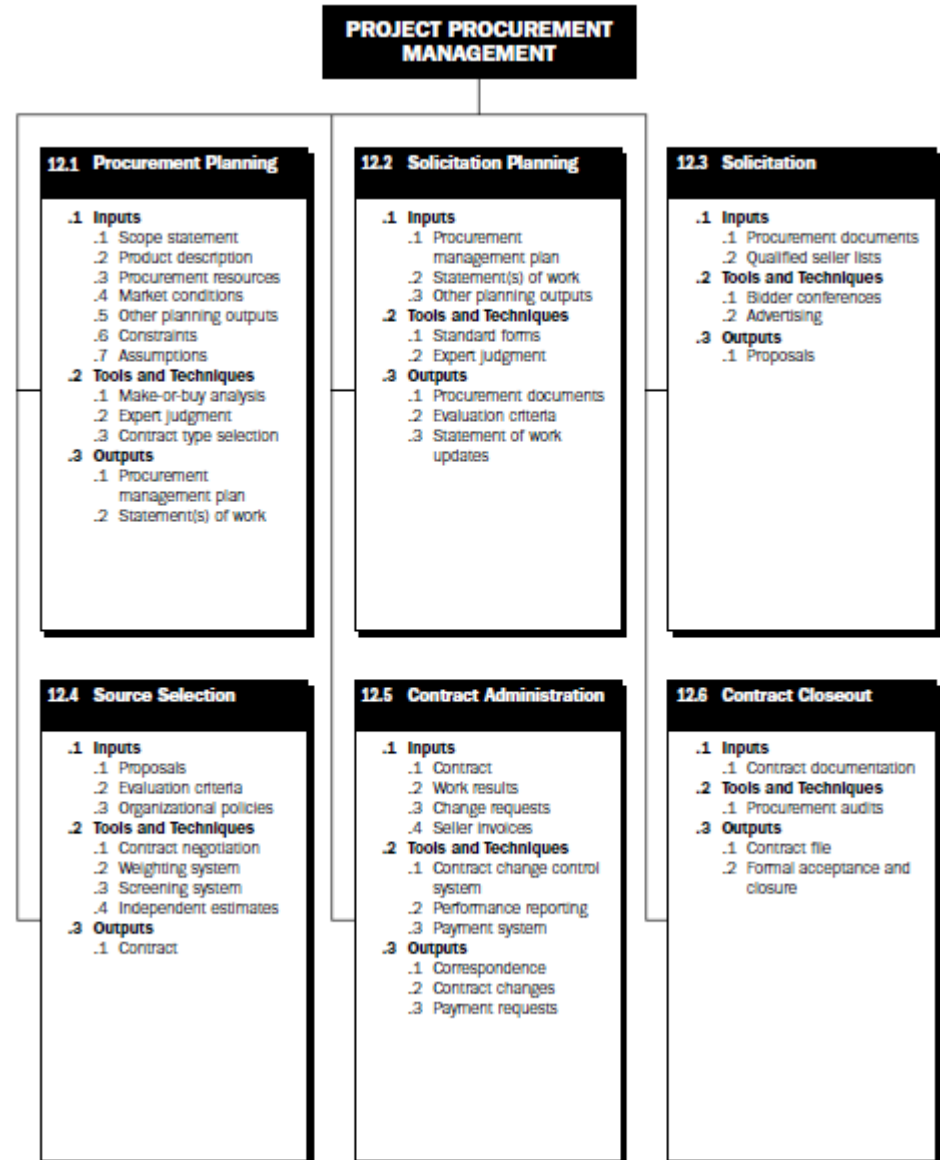 PROJECT PROCUREMENT
MANAGEMENT
12.1 Procurement Planning
.1 Inputs
.1 Scope statement
.2 Product description
.3 Procurement resources
.4 Market conditions
.5 Other planning outputs
.6 Constraints
.7 Assumptions
.2 Tools and Techniques
.1 Make-or-buy analysis
.2 Expert judgment
.3 Contract type selection
.3 Outputs
.1 Procurement
management plan
.2 Statement(s) of work
12.2 Solicitation Planning
.1 Inputs
.1 Procurement
management plan
.2 Statement(s) of work
.3 Other planning outputs
.2 Tools and Techniques
.1 Standard forms
.2 Expert judgment
.3 Outputs
.1 Procurement documents
.2 Evaluation criteria
.3 Statement of work
updates
12.3 Solicitation
.1 Inputs
.1 Procurement documents
.2 Qualified seller lists
.2 Tools and Techniques
.1 Bidder conferences
.2 Advertising
.3 Outputs
.1 Proposals
12.4 Source Selection
.1 Inputs
.1 Proposals
.2 Evaluation criteria
.3 Organizational policies
.2 Tools and Techniques
.1 Contract negotiation
.2 Weighting system
.3 Screening system
.4 Independent estimates
.3 Outputs
.1 Contract
12.5 Contract Administration
.1 Inputs
.1 Contract
.2 Work results
.3 Change requests
.4 Seller invoices
.2 Tools and Techniques
.1 Contract change control
system
.2 Performance reporting
.3 Payment system
.3 Outputs
.1 Correspondence
.2 Contract changes
.3 Payment requests
12.6 Contract Closeout
.1 Inputs
.1 Contract documentation
.2 Tools and Techniques
.1 Procurement audits
.3 Outputs
.1 Contract file
.2 Formal acceptance and
closure